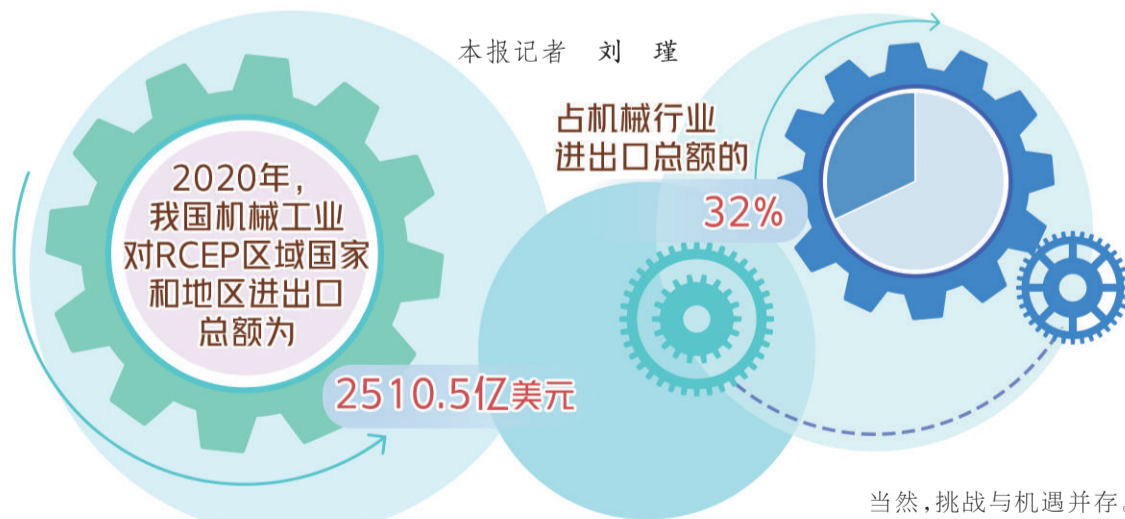 本报记者 刘 瑾
2020年，
我国机械工业
对RCEP区域国家
和地区进出口
总额为
2510.5亿美元
占机械行业
进出口总额的
32%
当然，挑战与机遇并存。